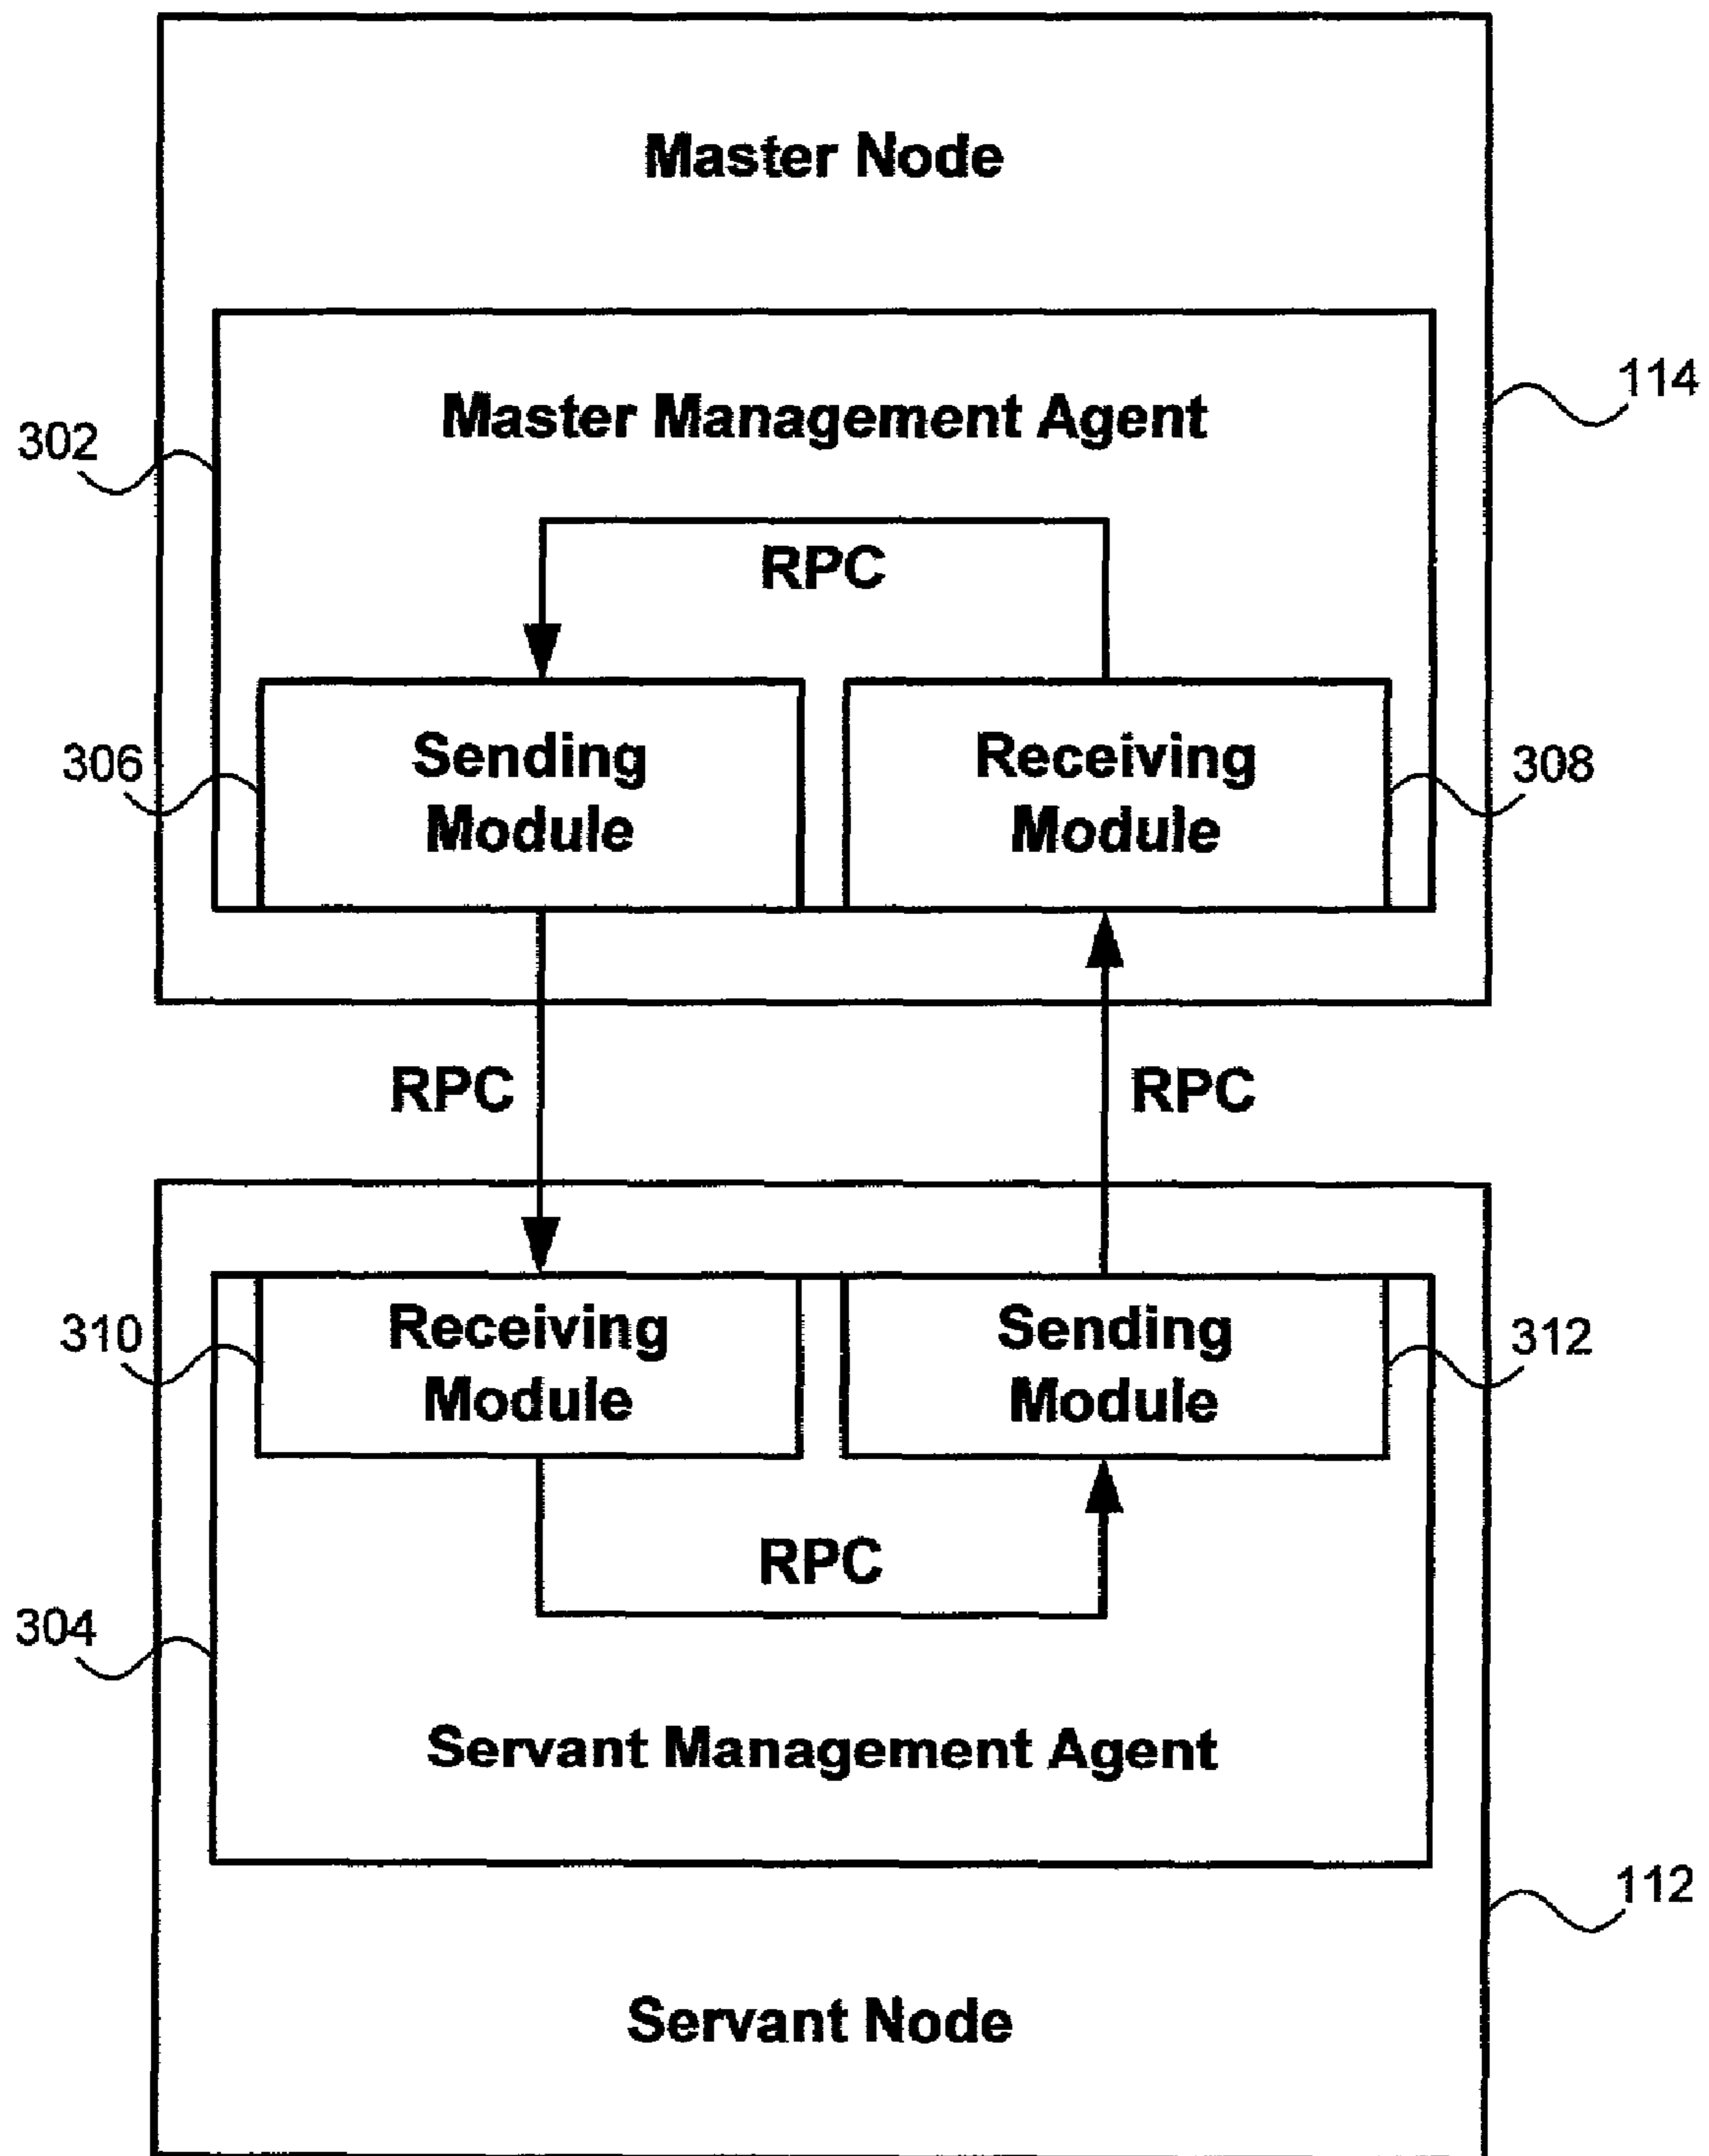 Master Node
114
Master Management Agent
302
RPC
Sending
Module
Receiving
Module
306
308
RPC
RPC
Receiving
Module
Sending
Module
310
312
RPC
304
Servant Management Agent
112
Servant Node